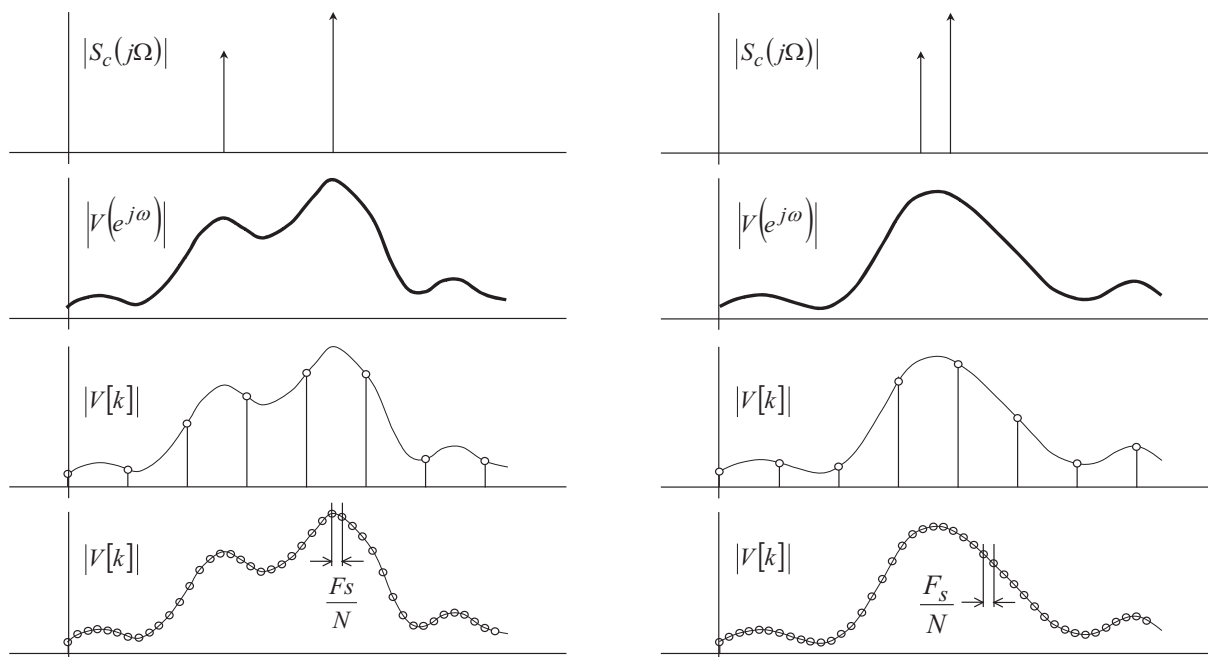 |S_c(jΩ)|
|S_c(jΩ)|
|V(e^{jω})|
|V(e^{jω})|
|V[k]|
|V[k]|
|V[k]|
|V[k]|
Fs
N
F_s
N